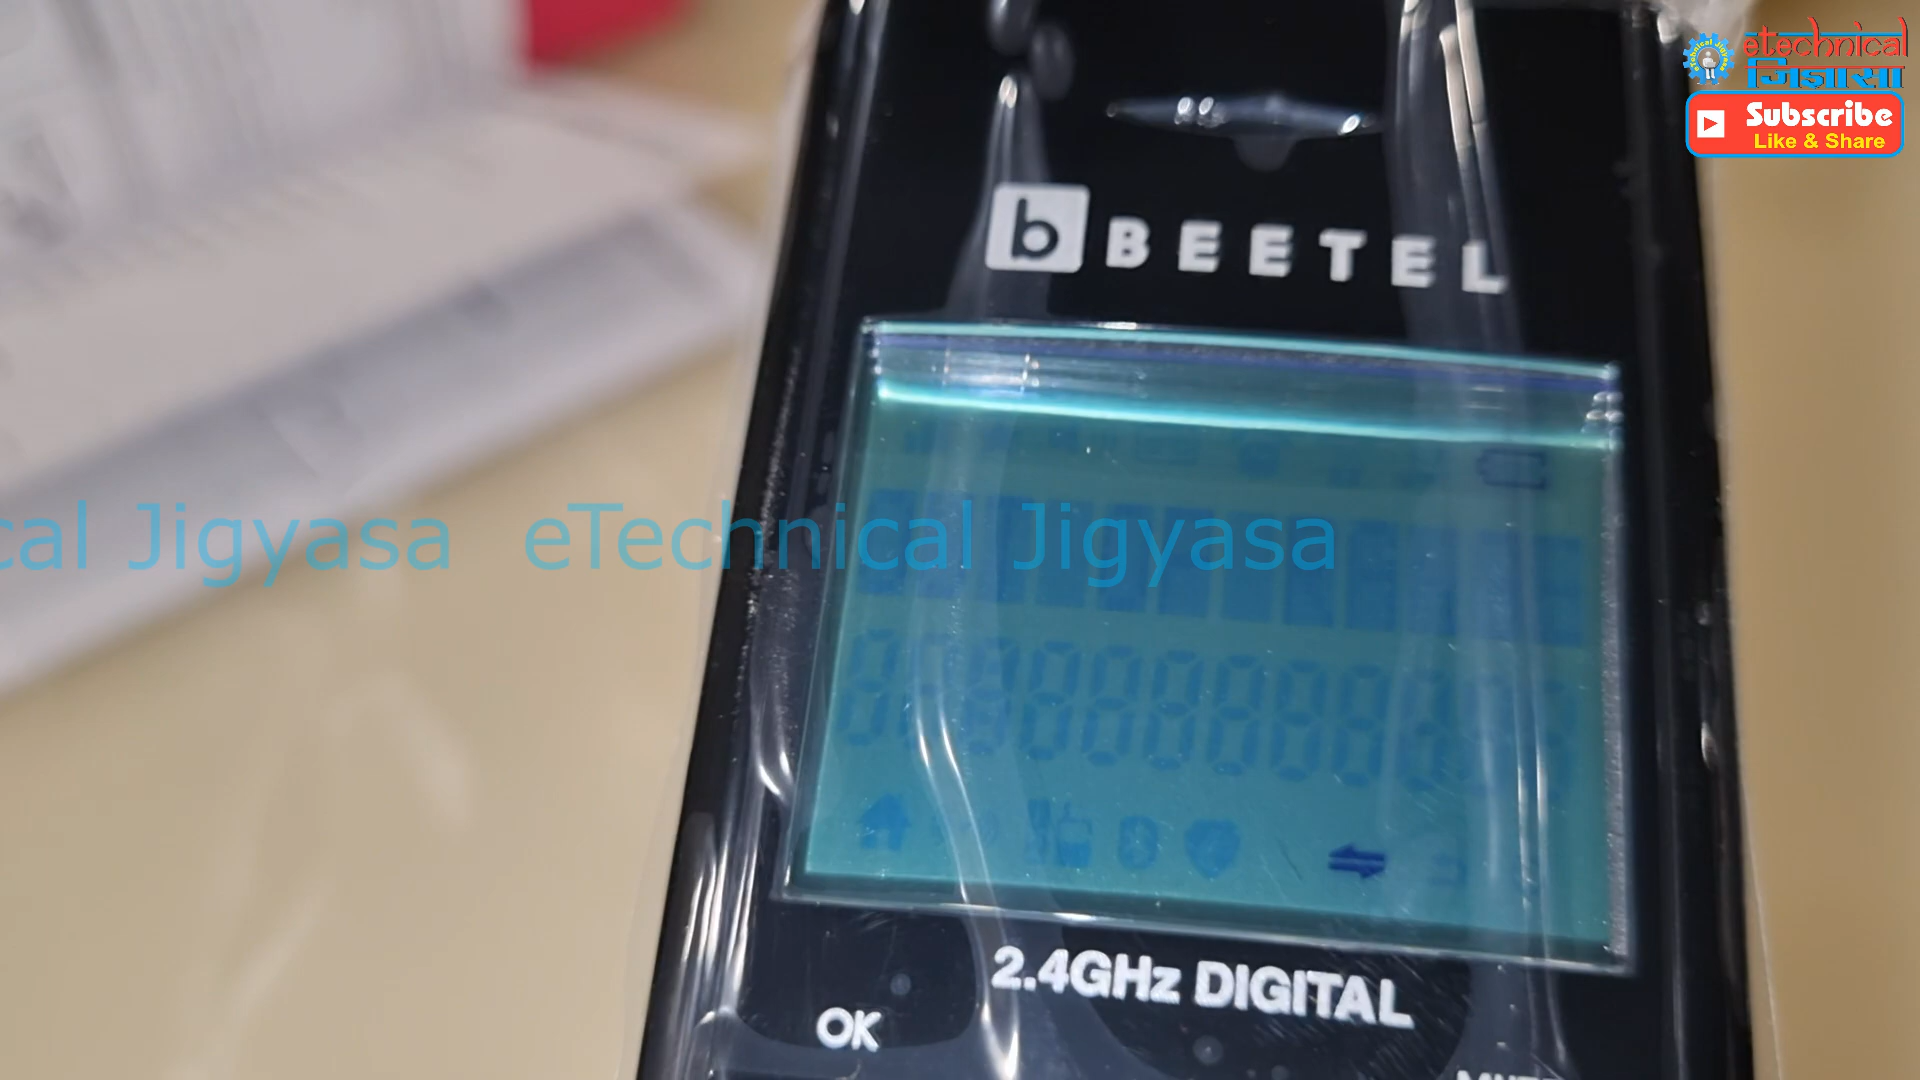 eTechnical
जिज्ञासा
Subscribe
Like & Share
b BEETEL
cal Jigyasa eTechnical Jigyasa
2.4GHz DIGITAL
OK